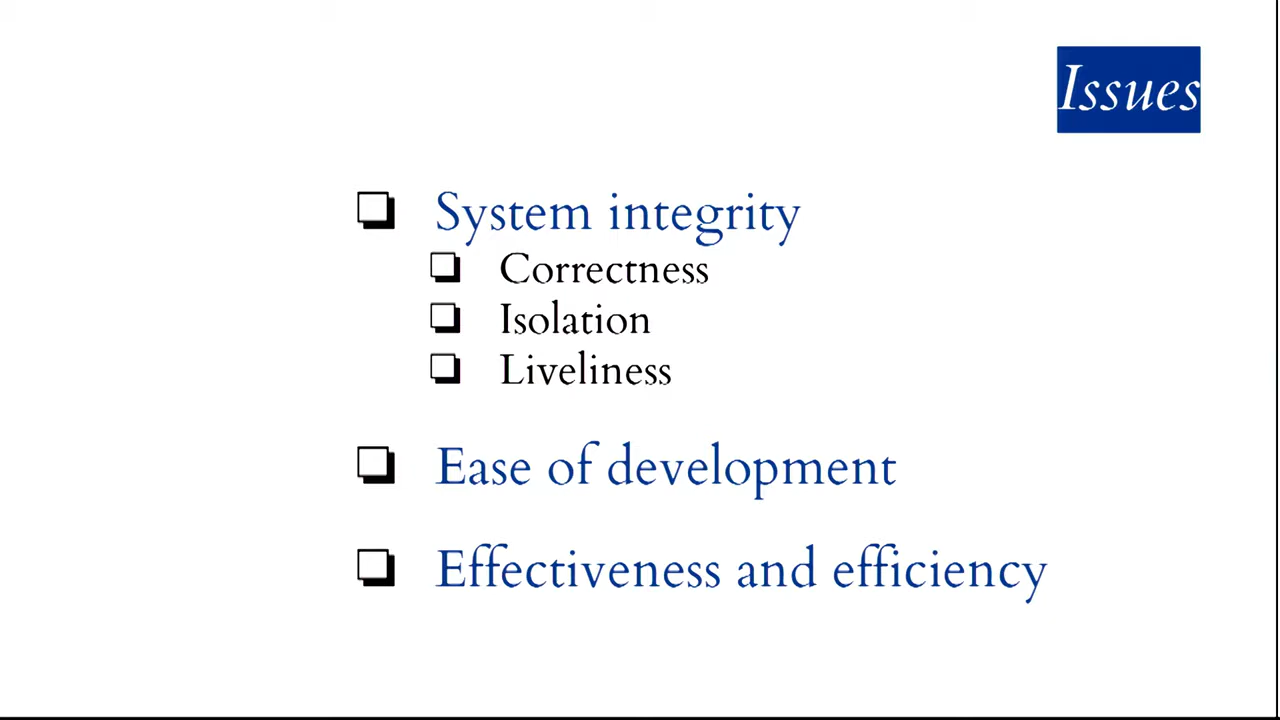 Issues
System integrity
Correctness
Isolation
Liveliness
Ease of development
Effectiveness and efficiency